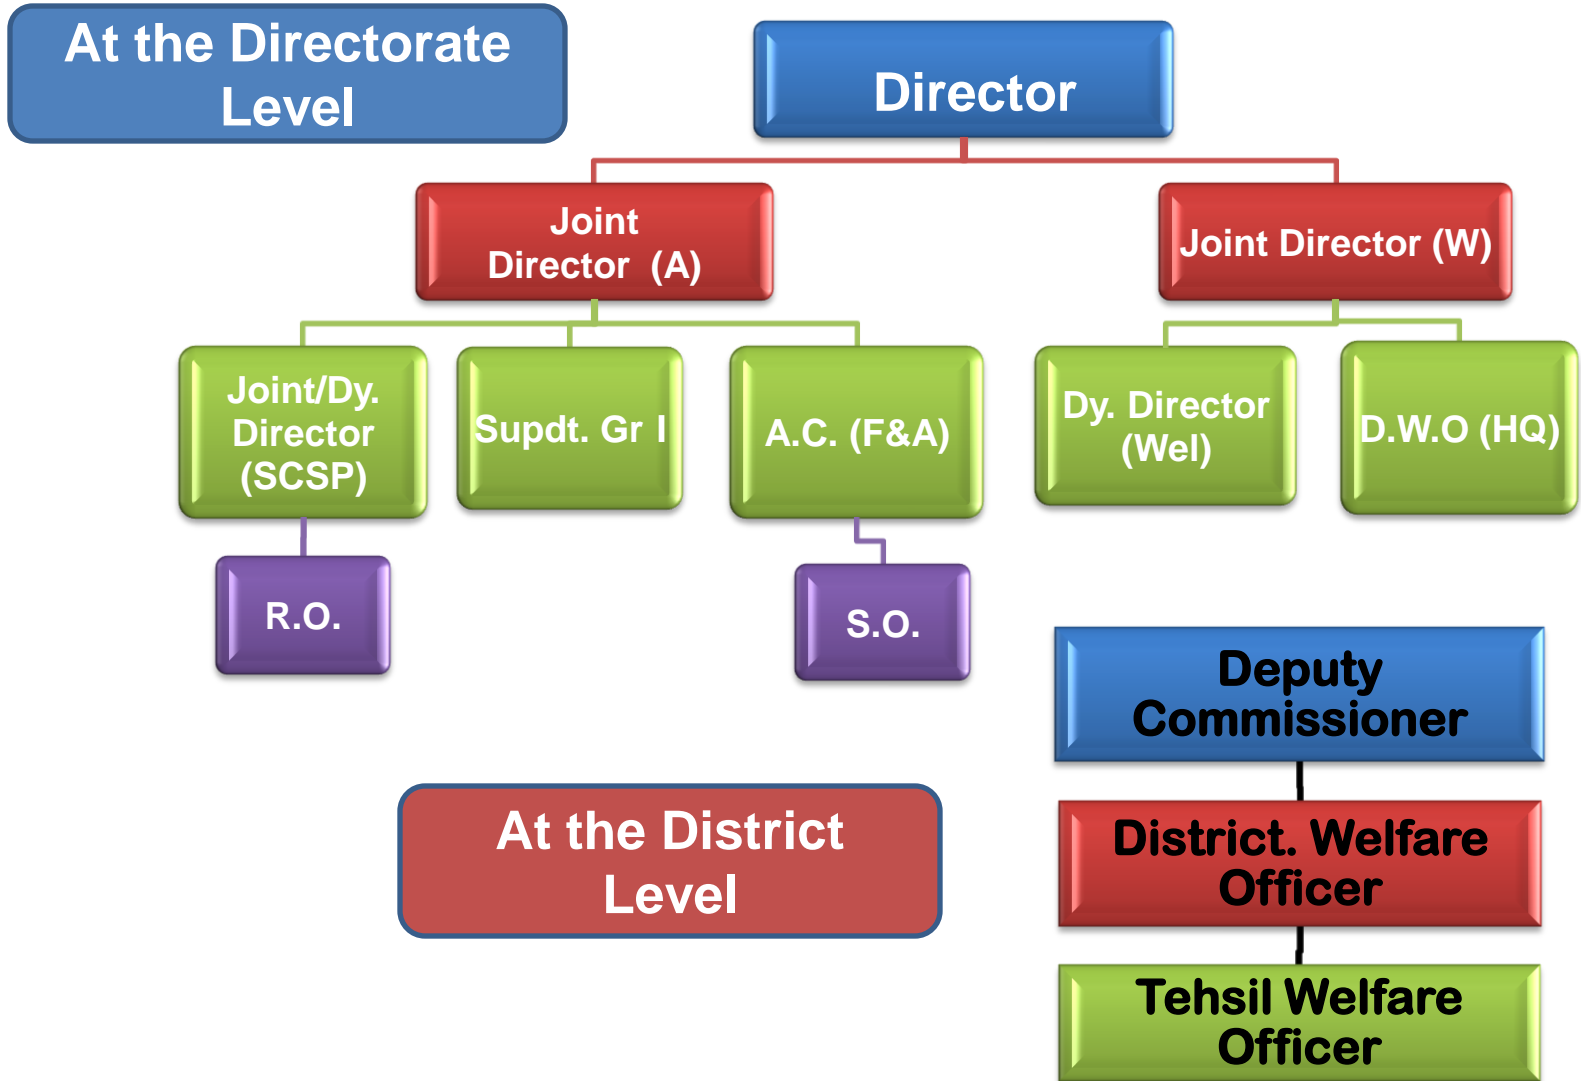 At the Directorate
Level
Director
Joint
Director (A)
Joint Director (W)
Joint/Dy.
Director
(SCSP)
Supdt. Gr I
A.C. (F&A)
Dy. Director
(Wel)
D.W.O (HQ)
R.O.
S.O.
At the District
Level
Deputy
Commissioner
District. Welfare
Officer
Tehsil Welfare
Officer